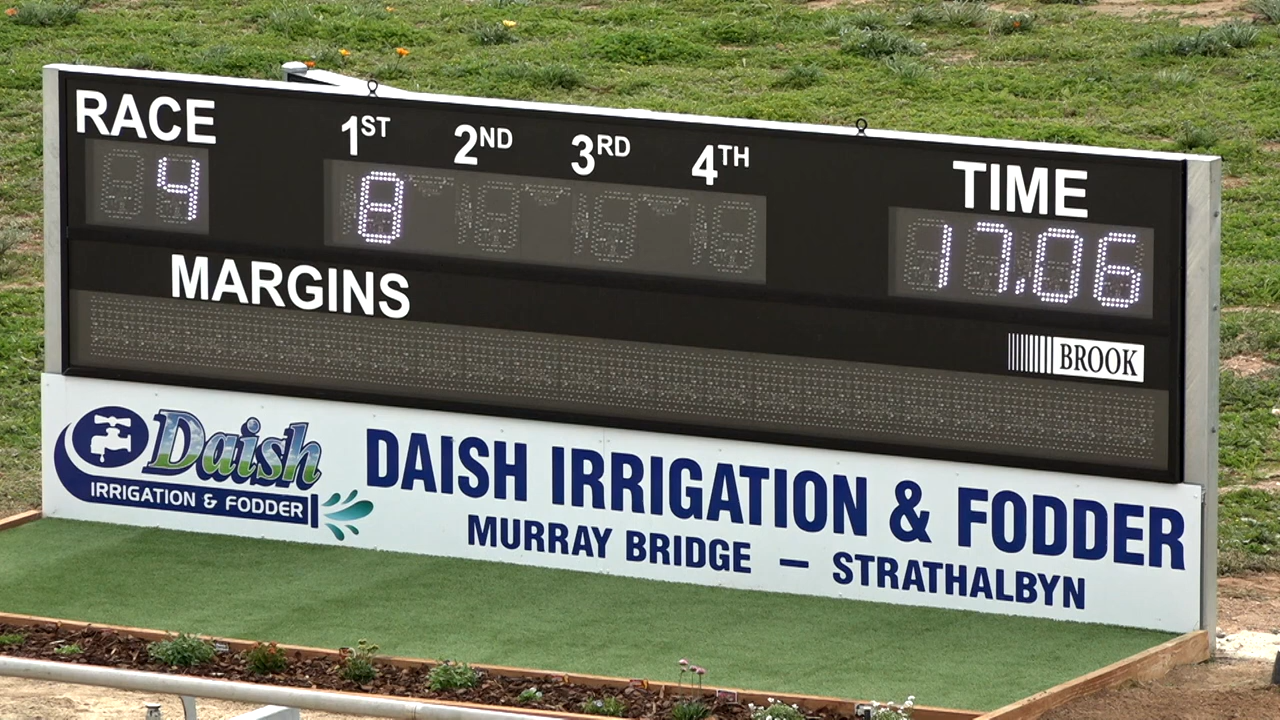 RACE 1ST 2ND 3RD 4TH TIME
4 8 17.06
MARGINS
BROOK
Daish
IRRIGATION & FODDER
DAISH IRRIGATION & FODDER
MURRAY BRIDGE – STRATHALBYN